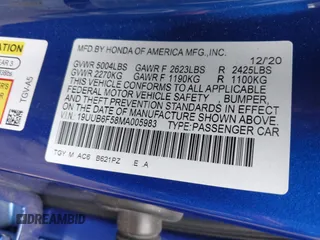 MFD. BY HONDA OF AMERICA MFG.,INC. 12/20
GVWR 5004LBS GAWR F 2623LBS R 2425LBS
GVWR 2270KG GAWR F 1190KG R 1100KG
THIS VEHICLE CONFORMS TO ALL APPLICABLE
FEDERAL MOTOR VEHICLE SAFETY, BUMPER, AND
THEFT PREVENTION STANDARDS IN EFFECT ON THE
DATE OF MANUFACTURE SHOWN ABOVE.
VIN: 19UUB6F58MA005983 TYPE:PASSENGER CAR
TGY M AC6 B621PZ E .A
TGV-A5
DREAMBID